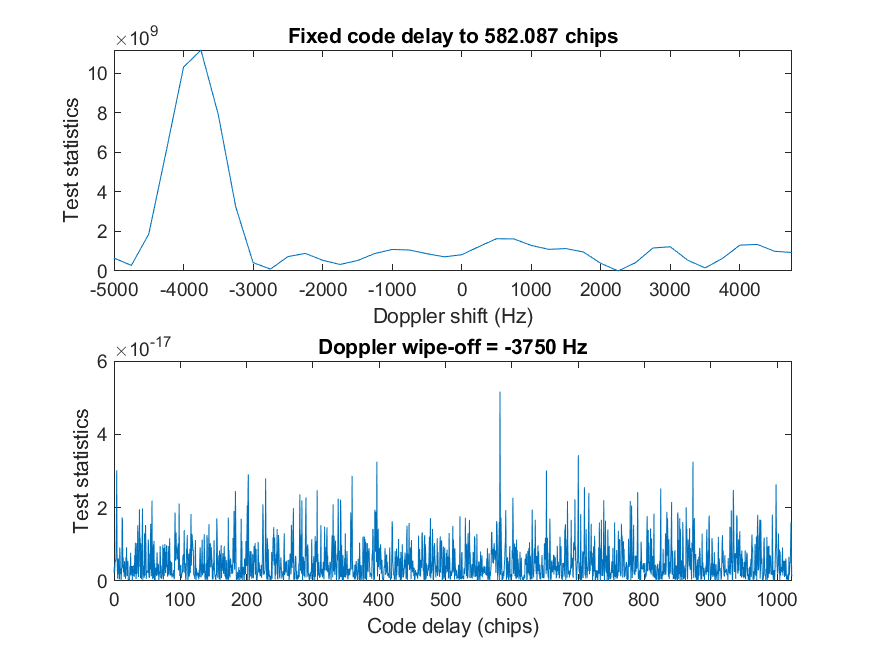 ×10^9
Fixed code delay to 582.087 chips
10
8
6
4
2
0
Test statistics
-5000 -4000 -3000 -2000 -1000 0 1000 2000 3000 4000
Doppler shift (Hz)
×10^-17
Doppler wipe-off = -3750 Hz
6
4
2
0
Test statistics
0 100 200 300 400 500 600 700 800 900 1000
Code delay (chips)